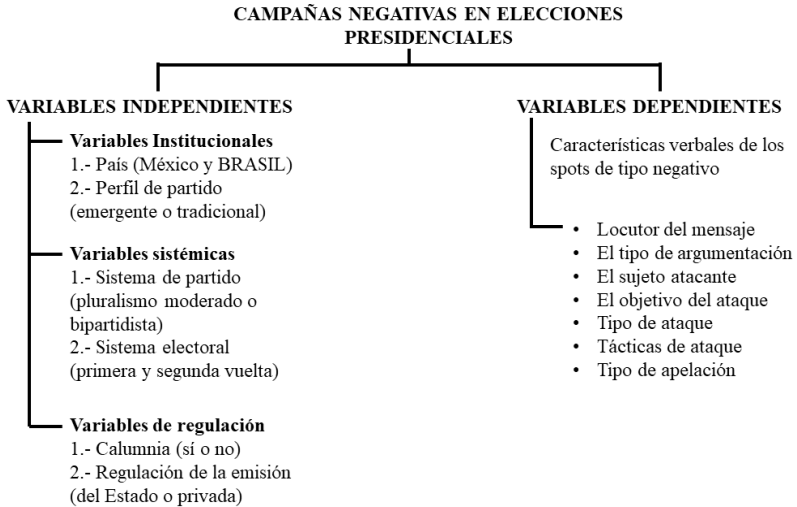 CAMPAÑAS NEGATIVAS EN ELECCIONES
PRESIDENCIALES
VARIABLES INDEPENDIENTES
Variables Institucionales
1.- País (México y BRASIL)
2.- Perfil de partido
(emergente o tradicional)
Variables sistémicas
1.- Sistema de partido
(pluralismo moderado o
bipartidista)
2.- Sistema electoral
(primera y segunda vuelta)
Variables de regulación
1.- Calumnia (sí o no)
2.- Regulación de la emisión
(del Estado o privada)
VARIABLES DEPENDIENTES
Características verbales de los
spots de tipo negativo
• Locutor del mensaje
• El tipo de argumentación
• El sujeto atacante
• El objetivo del ataque
• Tipo de ataque
• Tácticas de ataque
• Tipo de apelación